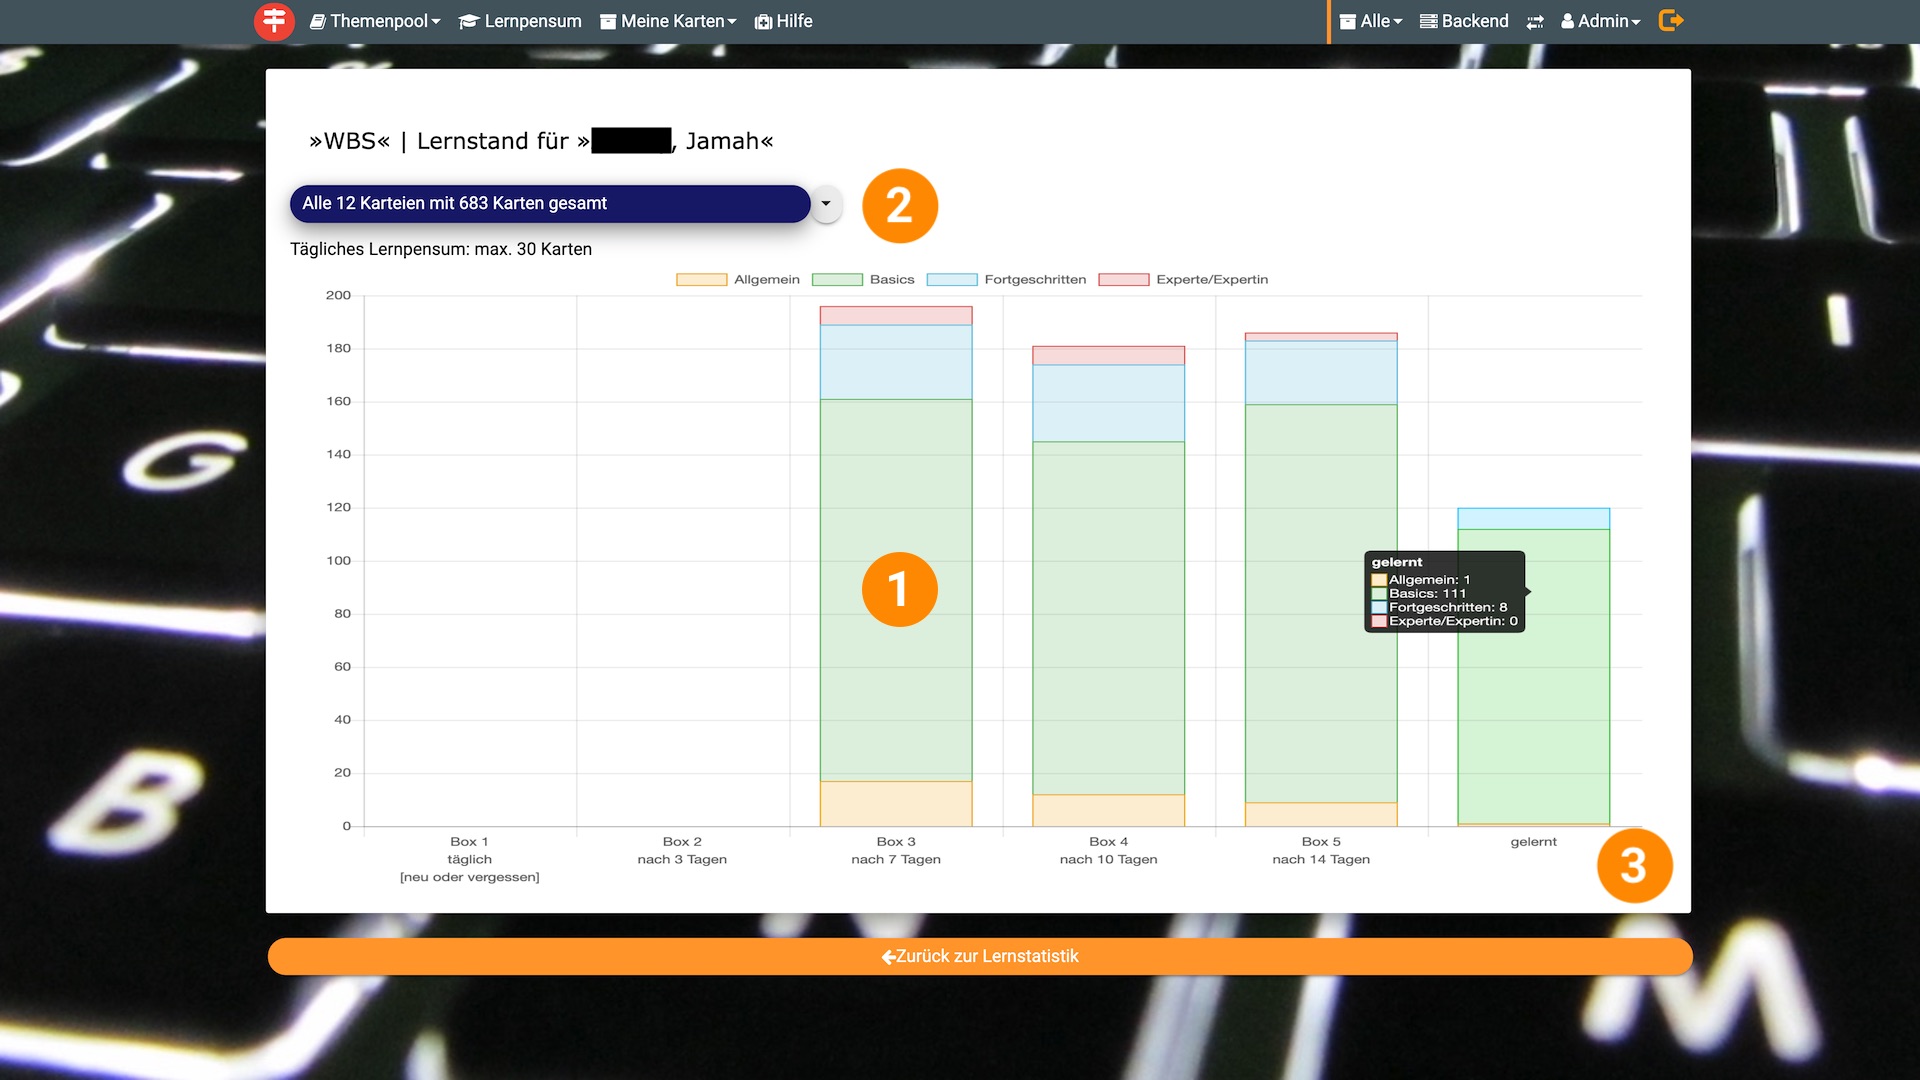 Themenpool Lernpensum Meine Karten Hilfe Alle Backend Admin
»WBS« | Lernstand für » , Jamah«
Alle 12 Karteien mit 683 Karten gesamt
2
Tägliches Lernpensum: max. 30 Karten
Allgemein Basics Fortgeschritten Experte/Expertin
200
180
160
140
120
100
80
60
40
20
0
1
gelernt
Allgemein: 1
Basics: 111
Fortgeschritten: 8
Experte/Expertin: 0
Box 1
täglich
[neu oder vergessen]
Box 2
nach 3 Tagen
Box 3
nach 7 Tagen
Box 4
nach 10 Tagen
Box 5
nach 14 Tagen
gelernt
3
Zurück zur Lernstatistik
G
B
M